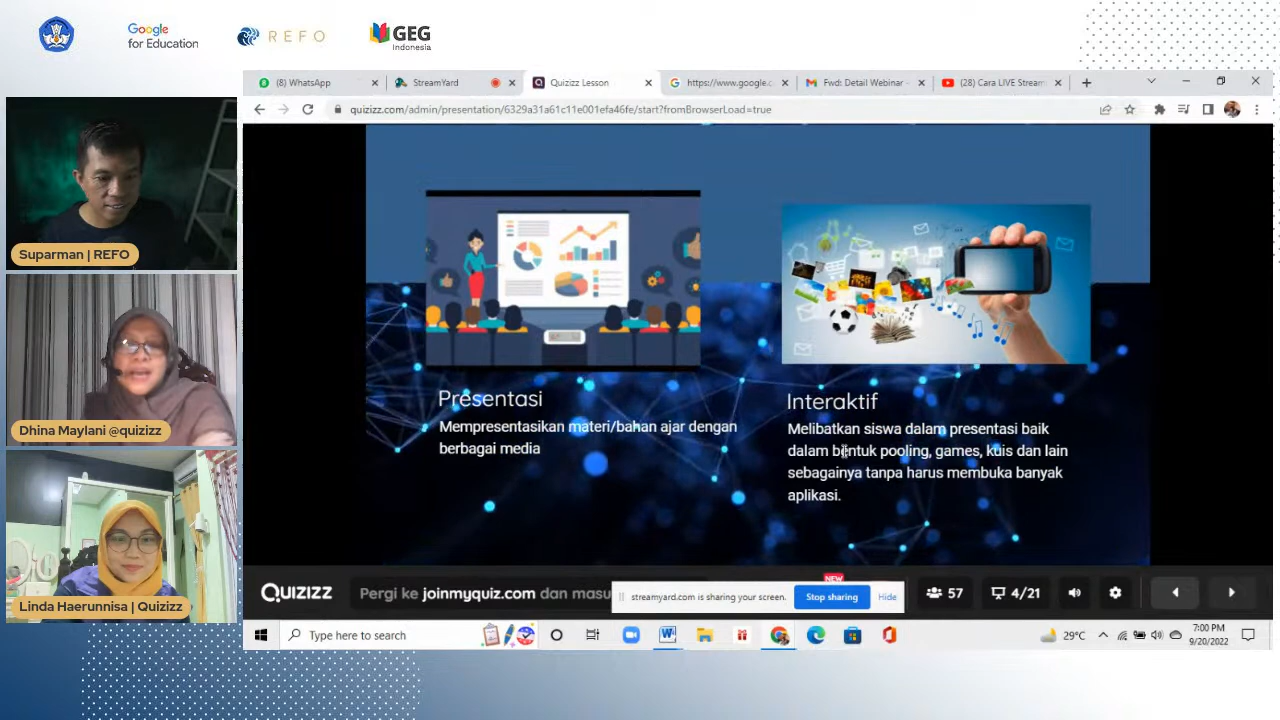 Google
for Education
REFO
GEG
Indonesia
(8) WhatsApp
StreamYard
Quizizz Lesson
https://www.google.c
Fwd: Detail Webinar -
(28) Cara LIVE Stream
quizizz.com/admin/presentation/6329a31a61c11e001efa46fe/start?fromBrowserLoad=true
Suparman | REFO
Dhina Maylani @quizizz
Linda Haerunnisa | Quizizz
Presentasi
Mempresentasikan materi/bahan ajar dengan
berbagai media
Interaktif
Melibatkan siswa dalam presentasi baik
dalam bentuk pooling, games, kuis dan lain
sebagainya tanpa harus membuka banyak
aplikasi.
QUIZIZZ
Pergi ke joinmyquiz.com dan masu
streamyard.com is sharing your screen.
Stop sharing
Hide
NEW
57
4/21
Type here to search
29°C
7:00 PM
9/20/2022